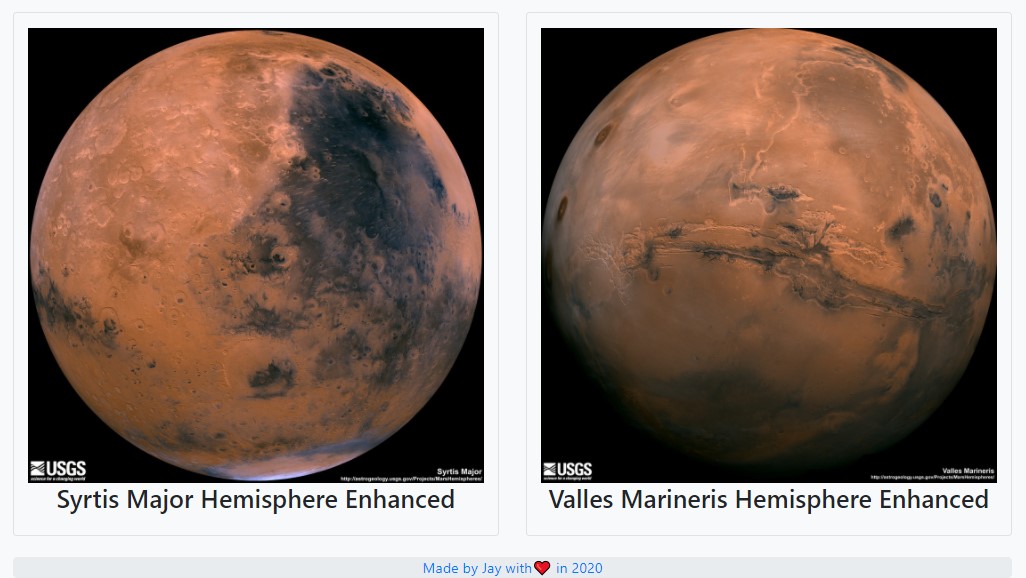 USGS
science for a changing world
Syrtis Major
http://astrogeology.usgs.gov/Projects/MarsHemispheres/
Syrtis Major Hemisphere Enhanced
USGS
science for a changing world
Valles Marineris
http://astrogeology.usgs.gov/Projects/MarsHemispheres/
Valles Marineris Hemisphere Enhanced
Made by Jay with❤️ in 2020